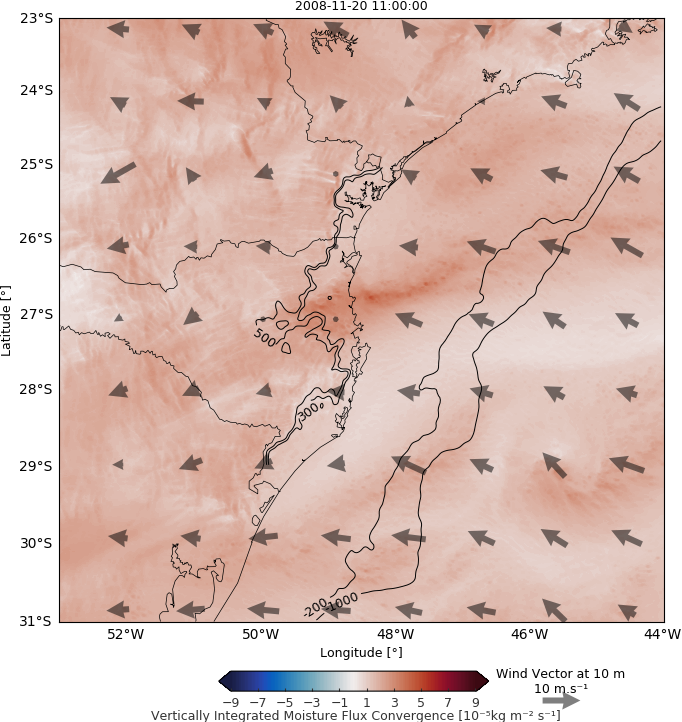 2008-11-20 11:00:00
23°S
24°S
25°S
26°S
27°S
28°S
29°S
30°S
31°S
Latitude [°]
500
300
-200
-1000
52°W 50°W 48°W 46°W 44°W
Longitude [°]
Wind Vector at 10 m
10 m.s⁻¹
−9 −7 −5 −3 −1 1 3 5 7 9
Vertically Integrated Moisture Flux Convergence [10⁻⁵kg m⁻² s⁻¹]